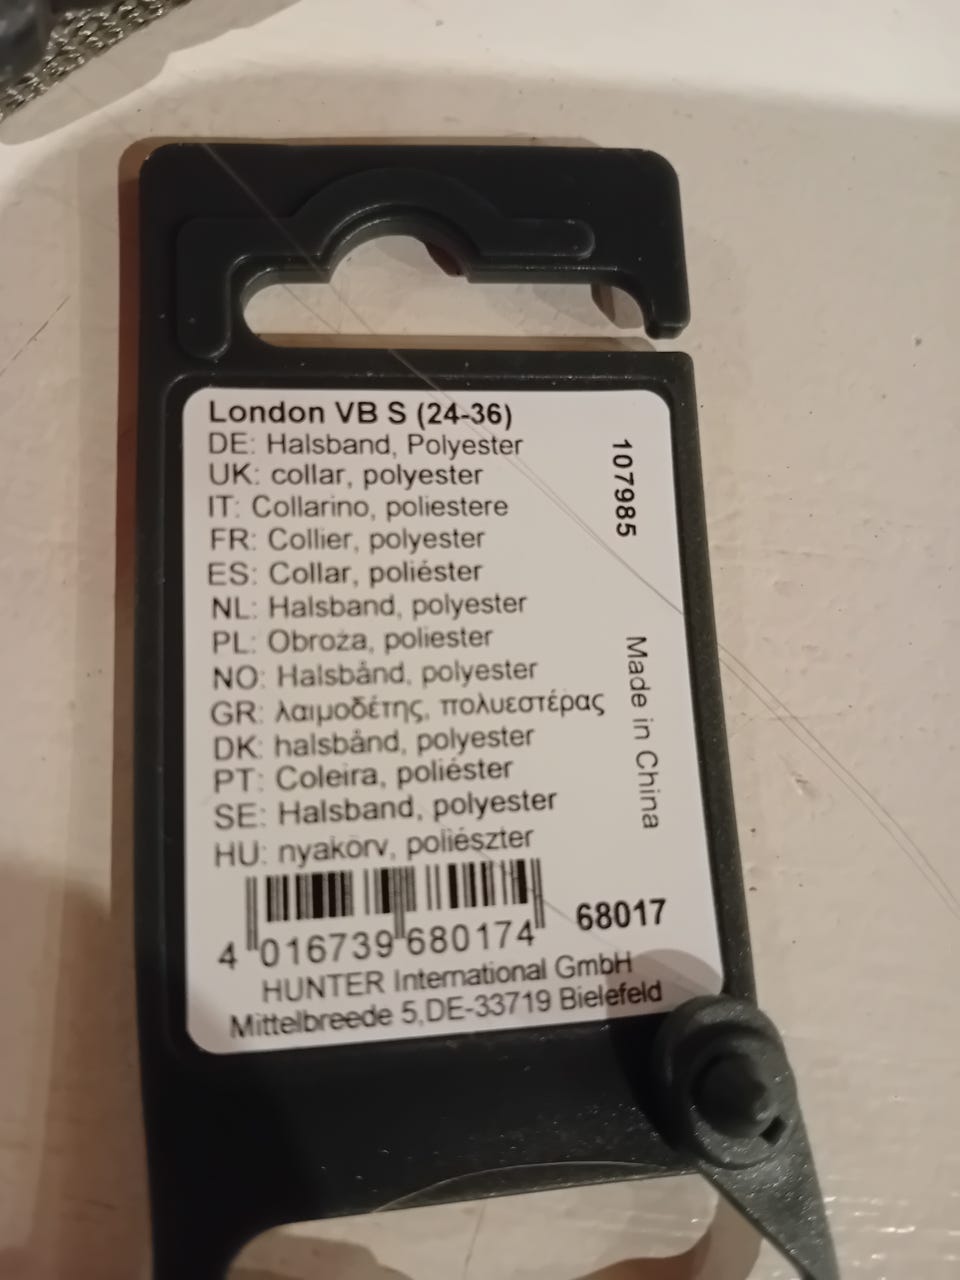 London VB S (24-36)
DE: Halsband, Polyester
UK: collar, polyester
IT: Collarino, poliestere
FR: Collier, polyester
ES: Collar, poliéster
NL: Halsband, polyester
PL: Obroża, poliester
NO: Halsbånd, polyester
GR: λαιμοδέτης, πολυεστέρας
DK: halsbånd, polyester
PT: Coleira, poliéster
SE: Halsband, polyester
HU: nyakörv, poliészter
107985
Made in China
4 016739 680174
68017
HUNTER International GmbH
Mittelbreede 5,DE-33719 Bielefeld